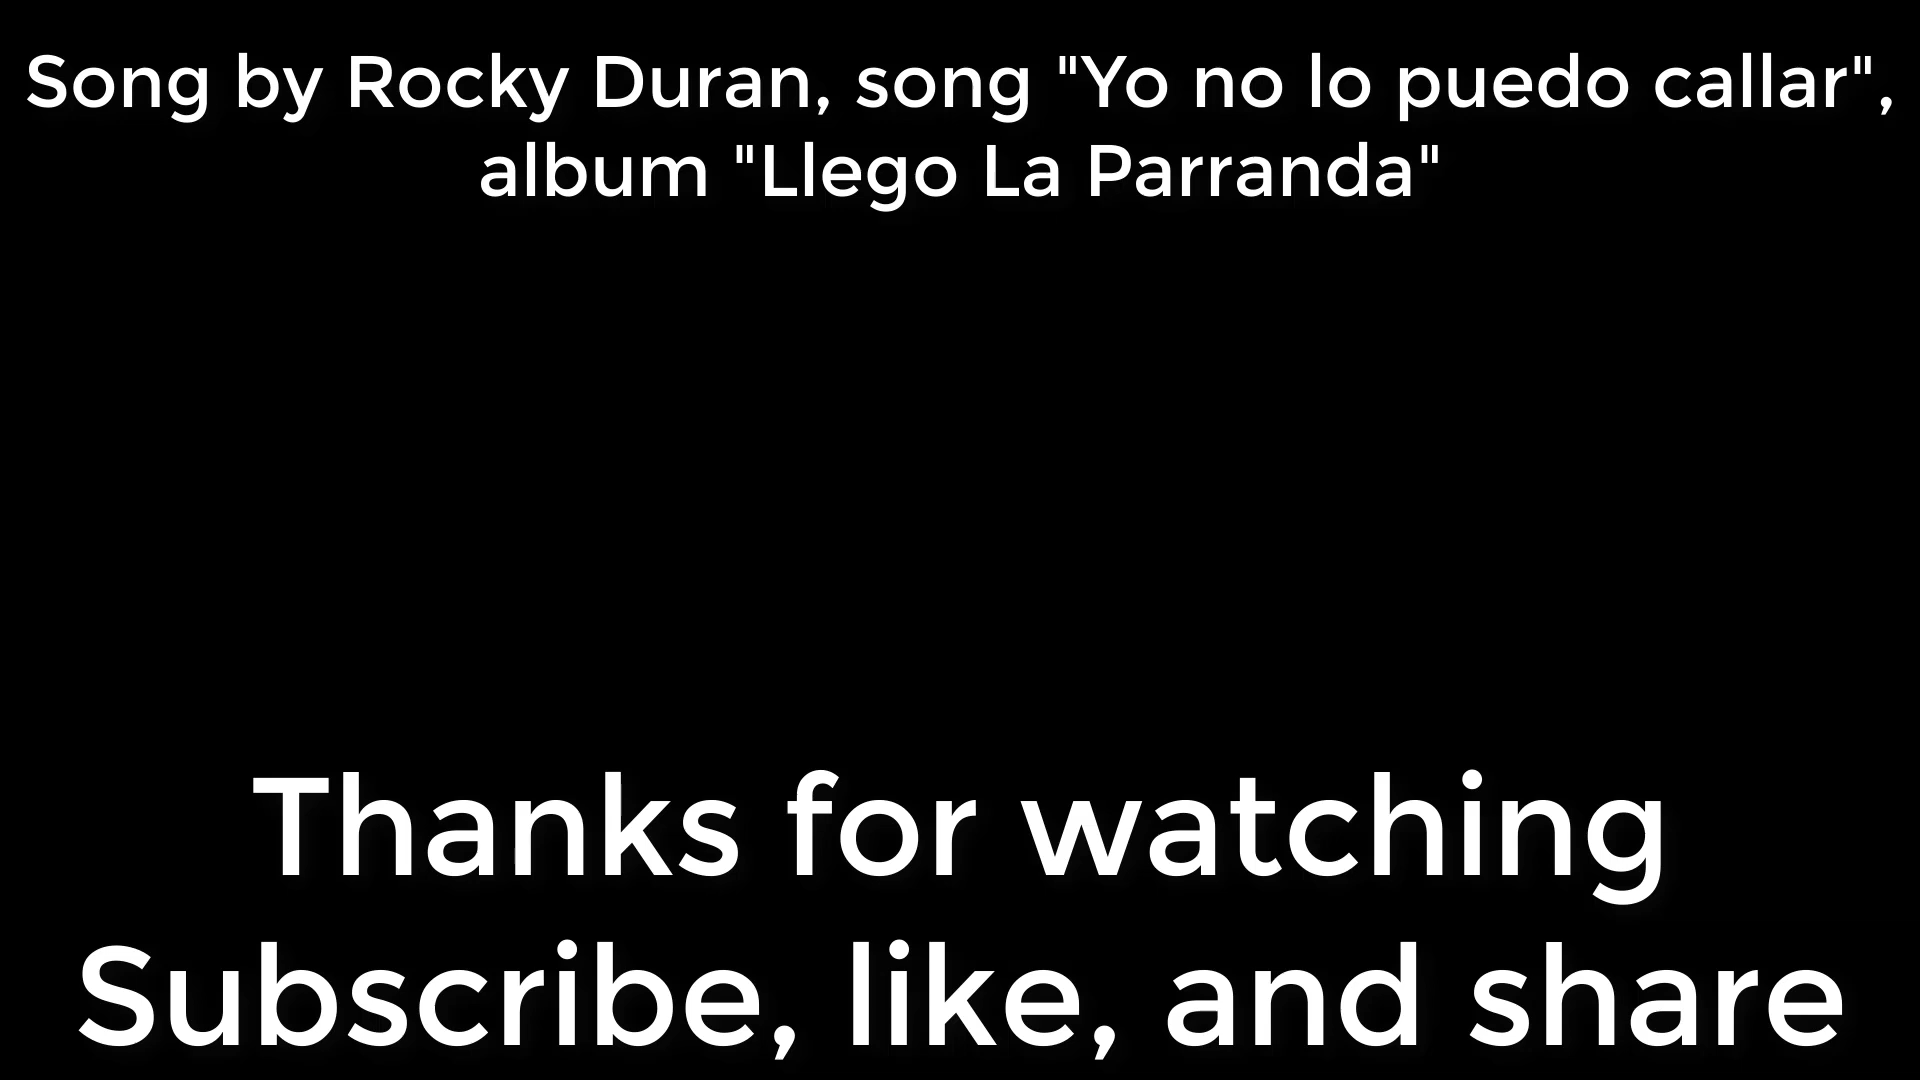 Song by Rocky Duran, song "Yo no lo puedo callar",
album "Llego La Parranda"
Thanks for watching
Subscribe, like, and share